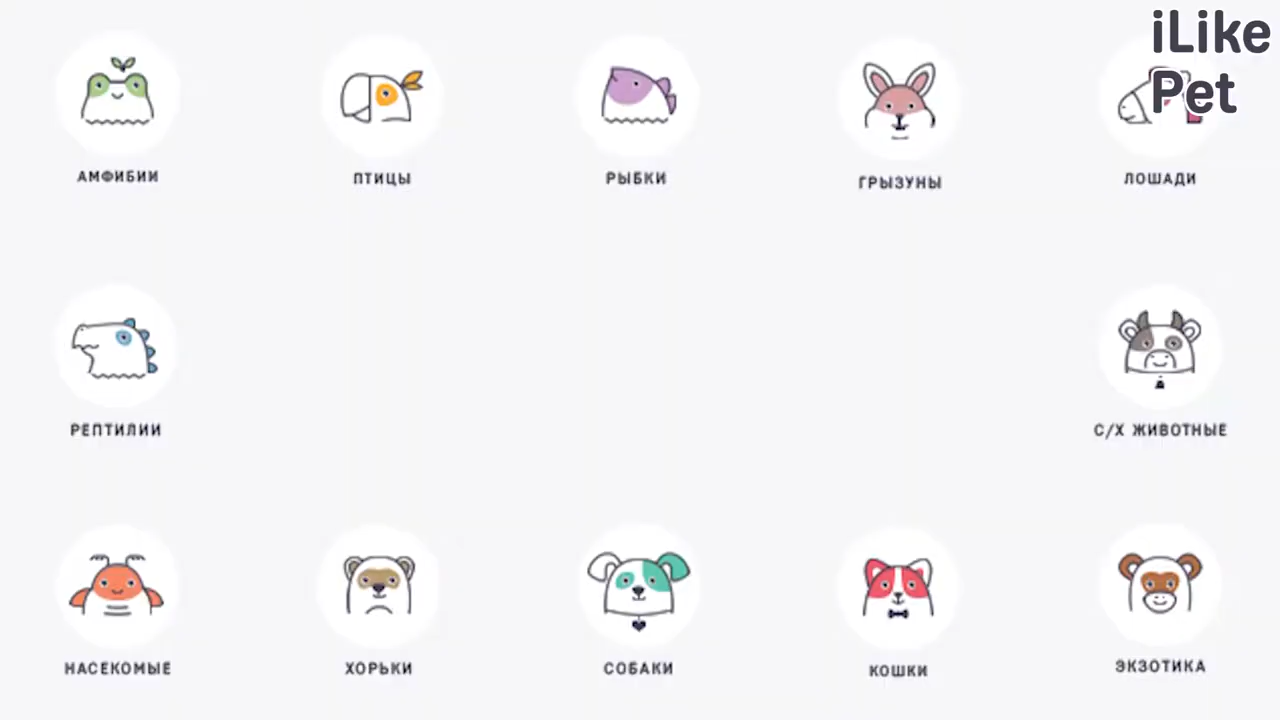 iLike
Pet
АМФИБИИ
ПТИЦЫ
РЫБКИ
ГРЫЗУНЫ
ЛОШАДИ
РЕПТИЛИИ
С/Х ЖИВОТНЫЕ
НАСЕКОМЫЕ
ХОРЬКИ
СОБАКИ
КОШКИ
ЭКЗОТИКА